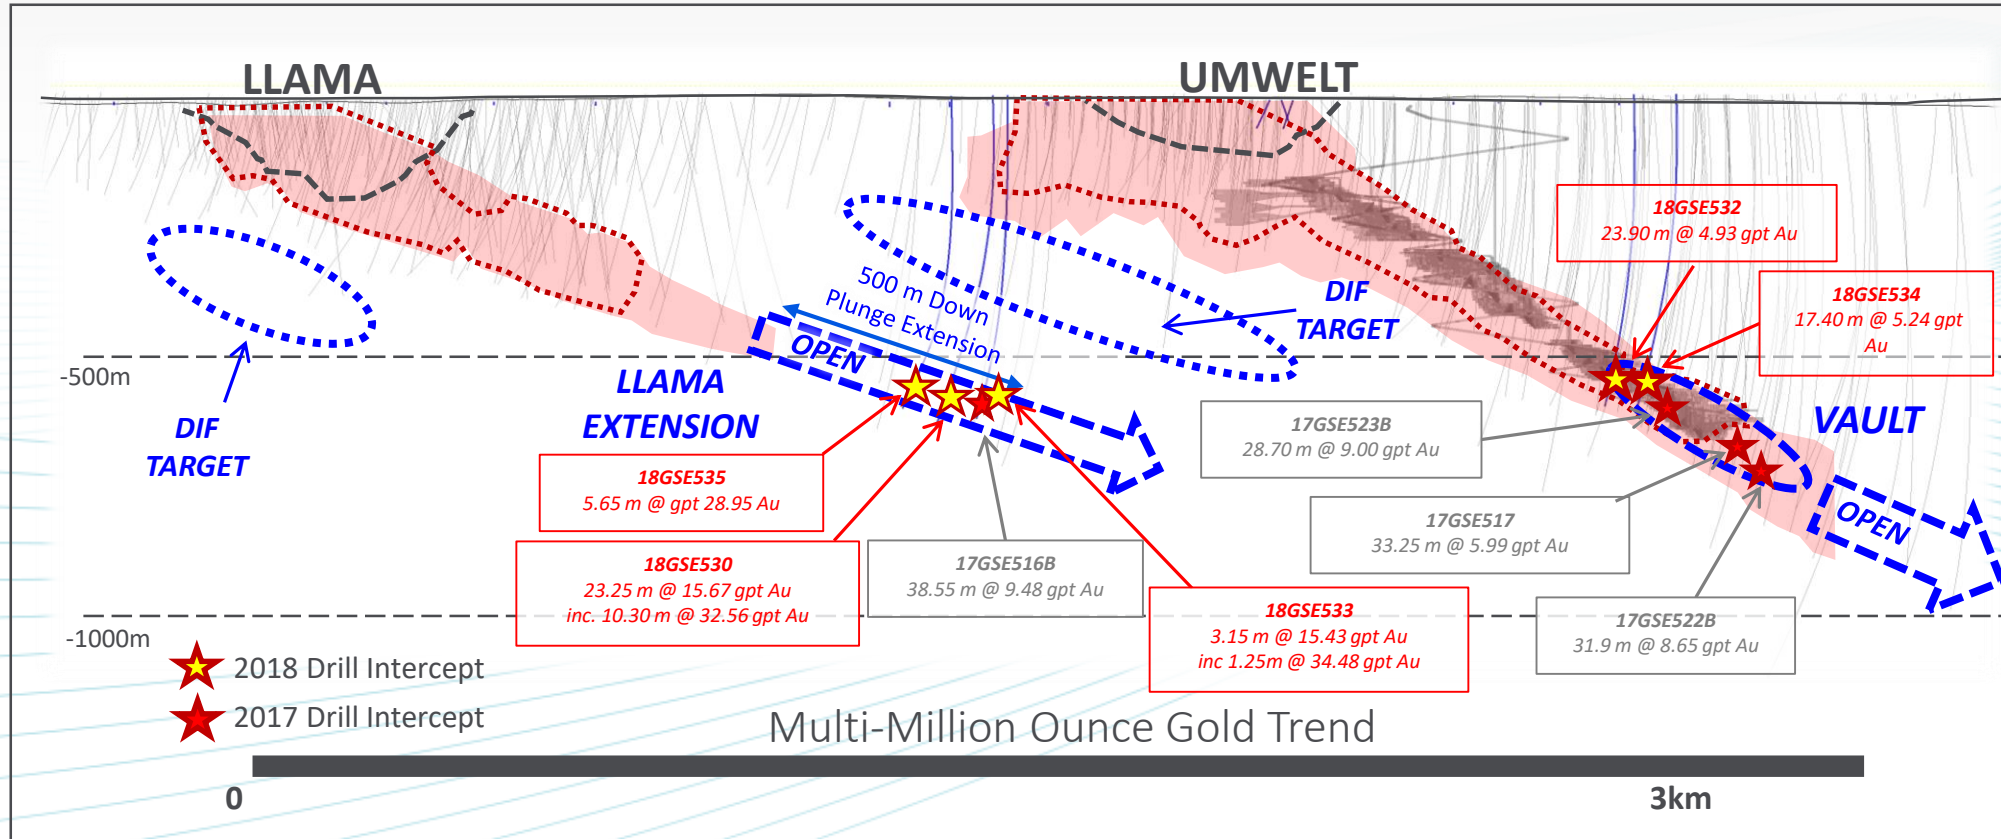 LLAMA
UMWELT
18GSE532
23.90 m @ 4.93 gpt Au
18GSE534
17.40 m @ 5.24 gpt
Au
500 m Down
Plunge Extension
DIF
TARGET
OPEN
-500m
LLAMA
EXTENSION
DIF
TARGET
VAULT
17GSE523B
28.70 m @ 9.00 gpt Au
18GSE535
5.65 m @ gpt 28.95 Au
17GSE517
33.25 m @ 5.99 gpt Au
OPEN
18GSE530
23.25 m @ 15.67 gpt Au
inc. 10.30 m @ 32.56 gpt Au
17GSE516B
38.55 m @ 9.48 gpt Au
18GSE533
3.15 m @ 15.43 gpt Au
inc 1.25m @ 34.48 gpt Au
17GSE522B
31.9 m @ 8.65 gpt Au
-1000m
2018 Drill Intercept
2017 Drill Intercept
Multi-Million Ounce Gold Trend
0
3km